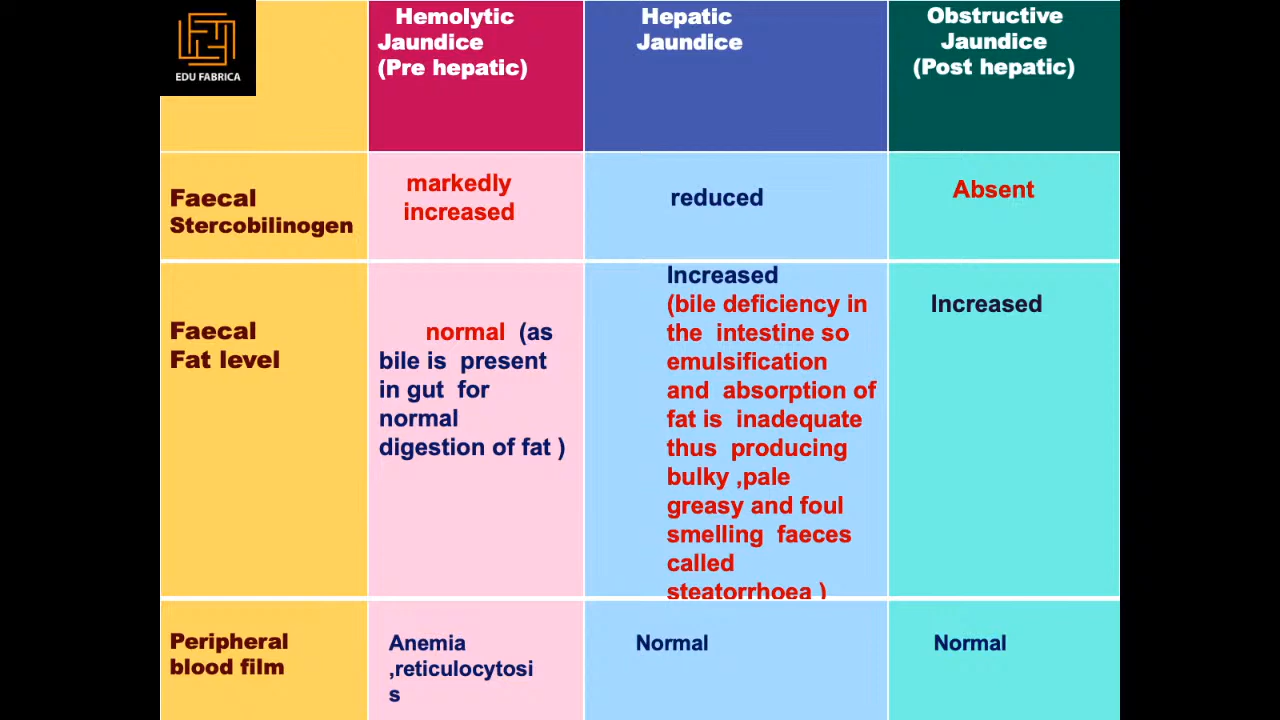 EDU FABRICA
Hemolytic
Jaundice
(Pre hepatic)
Hepatic
Jaundice
Obstructive
Jaundice
(Post hepatic)
Faecal
Stercobilinogen
markedly
increased
reduced
Absent
Faecal
Fat level
normal (as
bile is present
in gut for
normal
digestion of fat )
Increased
(bile deficiency in
the intestine so
emulsification
and absorption of
fat is inadequate
thus producing
bulky ,pale
greasy and foul
smelling faeces
called
steatorrhoea )
Increased
Peripheral
blood film
Anemia
,reticulocytosi
s
Normal
Normal